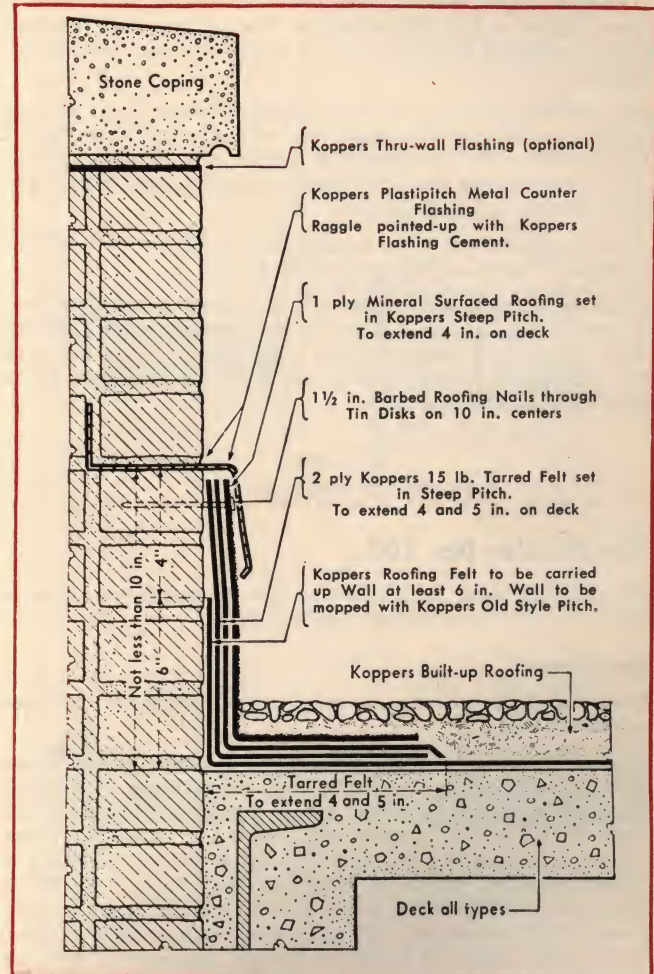 Stone Coping
Koppers Thru-wall Flashing (optional)
Koppers Plastipitch Metal Counter
Flashing
Raggle pointed-up with Koppers
Flashing Cement.
1 ply Mineral Surfaced Roofing set
in Koppers Steep Pitch.
To extend 4 in. on deck
1½ in. Barbed Roofing Nails through
Tin Disks on 10 in. centers
2 ply Koppers 15 lb. Tarred Felt set
in Steep Pitch.
To extend 4 and 5 in. on deck
Koppers Roofing Felt to be carried
up Wall at least 6 in. Wall to be
mopped with Koppers Old Style Pitch.
Not less than 10 in.
4"
6"
Koppers Built-up Roofing
Tarred Felt
To extend 4 and 5 in.
Deck all types